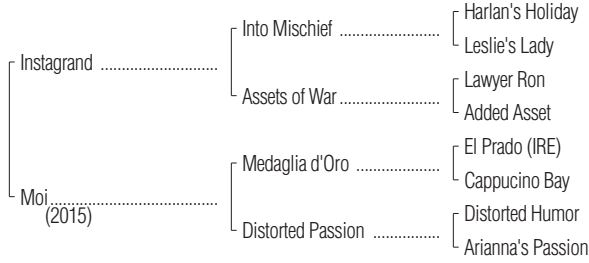 Harlan's Holiday
Into Mischief ....................
Leslie's Lady
Instagrand ........................
Lawyer Ron
Assets of War ....................
Added Asset
El Prado (IRE)
Medaglia d'Oro ................
Cappucino Bay
Moi ..................................
(2015)
Distorted Humor
Distorted Passion .............
Arianna's Passion